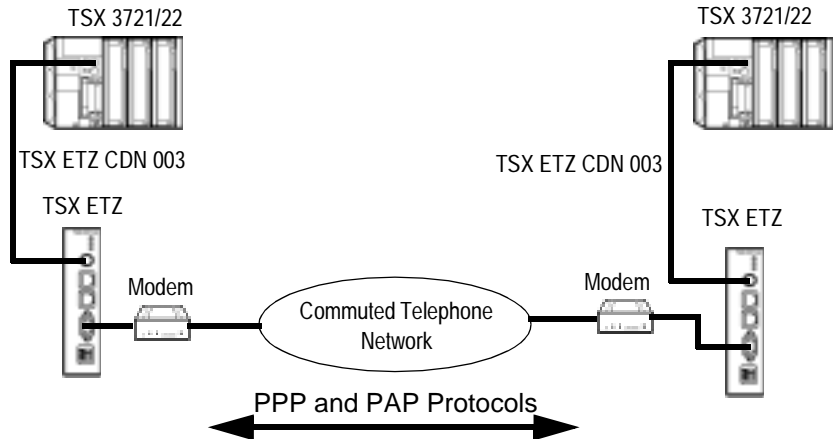 TSX 3721/22
TSX 3721/22
TSX ETZ CDN 003
TSX ETZ CDN 003
TSX ETZ
TSX ETZ
Modem
Modem
Commuted Telephone
Network
PPP and PAP Protocols